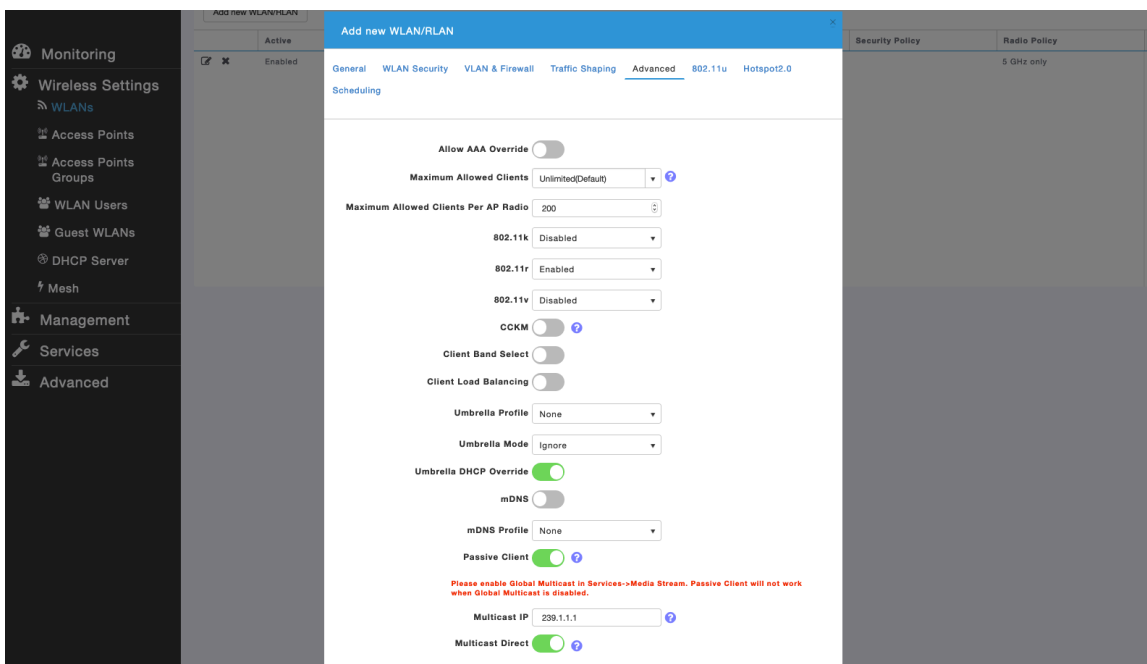 Add new WLAN/RLAN
Active
Security Policy
Radio Policy
Enabled
5 GHz only
Monitoring
Wireless Settings
WLANs
Access Points
Access Points
Groups
WLAN Users
Guest WLANs
DHCP Server
Mesh
Management
Services
Advanced
Add new WLAN/RLAN
General WLAN Security VLAN & Firewall Traffic Shaping Advanced 802.11u Hotspot2.0
Scheduling
Allow AAA Override
Maximum Allowed Clients Unlimited(Default) ?
Maximum Allowed Clients Per AP Radio 200
802.11k Disabled
802.11r Enabled
802.11v Disabled
CCKM ?
Client Band Select
Client Load Balancing
Umbrella Profile None
Umbrella Mode Ignore
Umbrella DHCP Override
mDNS
mDNS Profile None
Passive Client ?
Please enable Global Multicast in Services->Media Stream. Passive Client will not work
when Global Multicast is disabled.
Multicast IP 239.1.1.1 ?
Multicast Direct ?